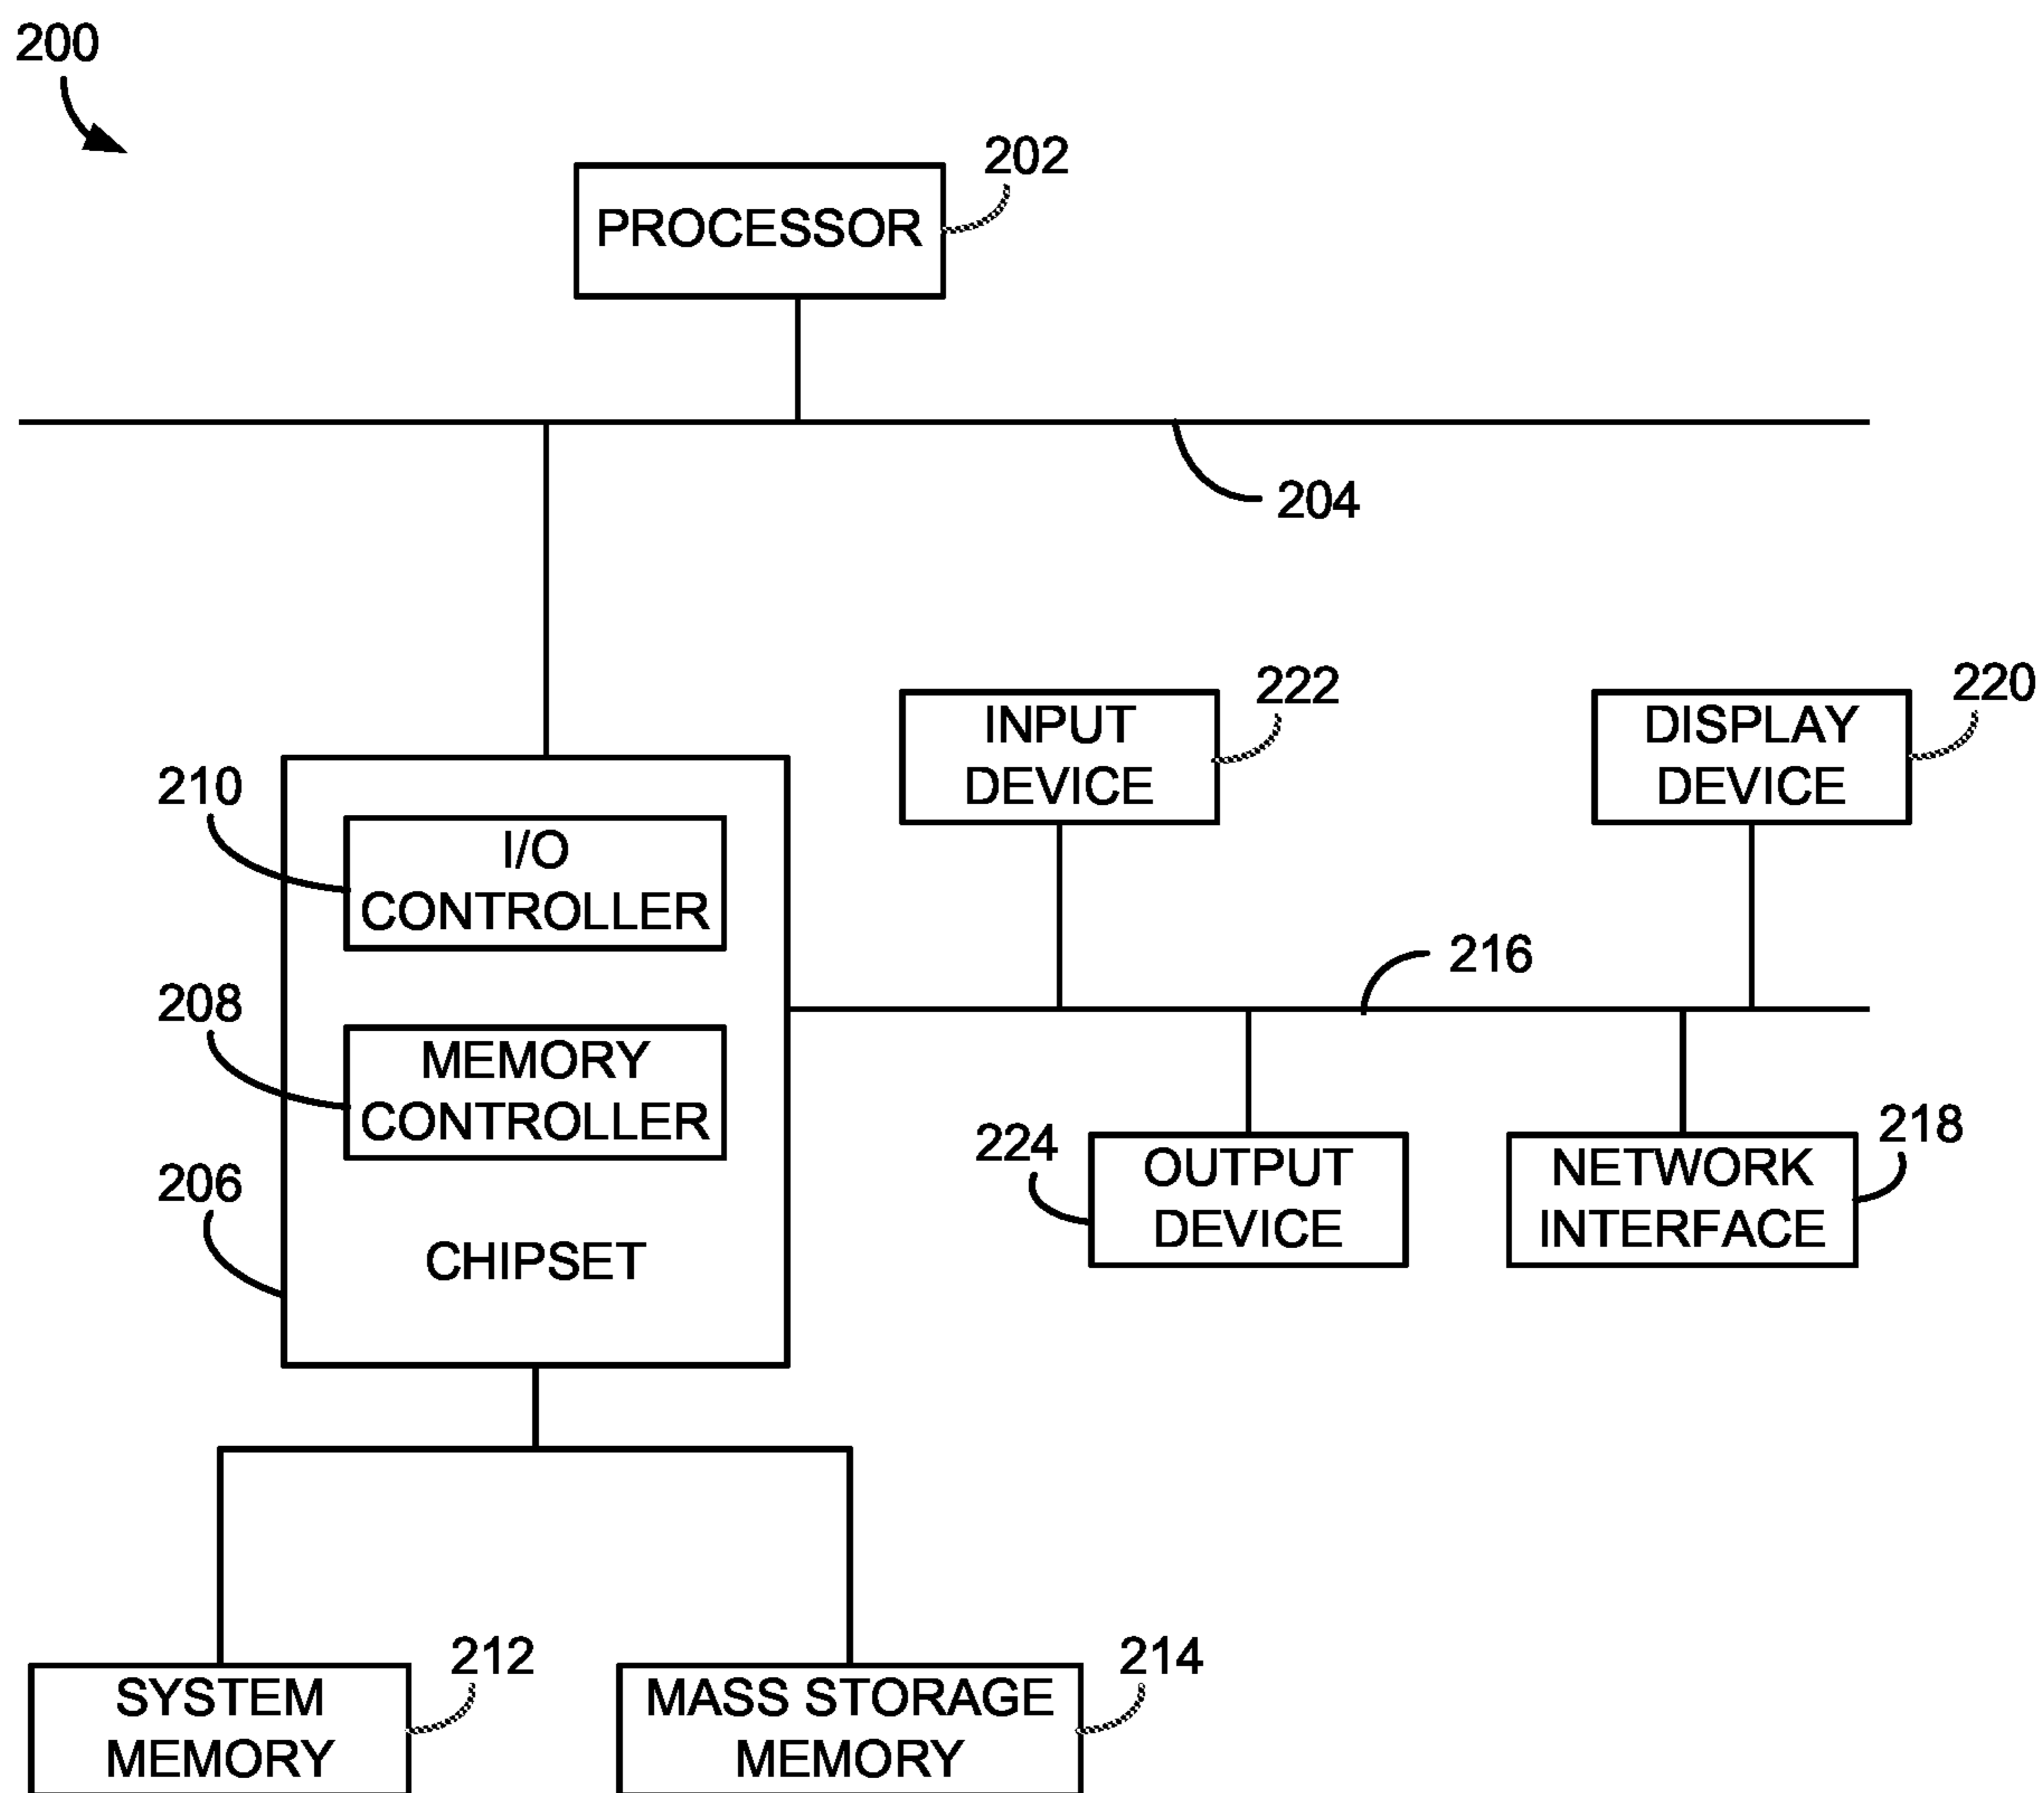 200
202
PROCESSOR
204
222
220
INPUT
DEVICE
DISPLAY
DEVICE
210
I/O
CONTROLLER
216
208
MEMORY
CONTROLLER
224
OUTPUT
DEVICE
218
NETWORK
INTERFACE
206
CHIPSET
212
SYSTEM
MEMORY
214
MASS STORAGE
MEMORY